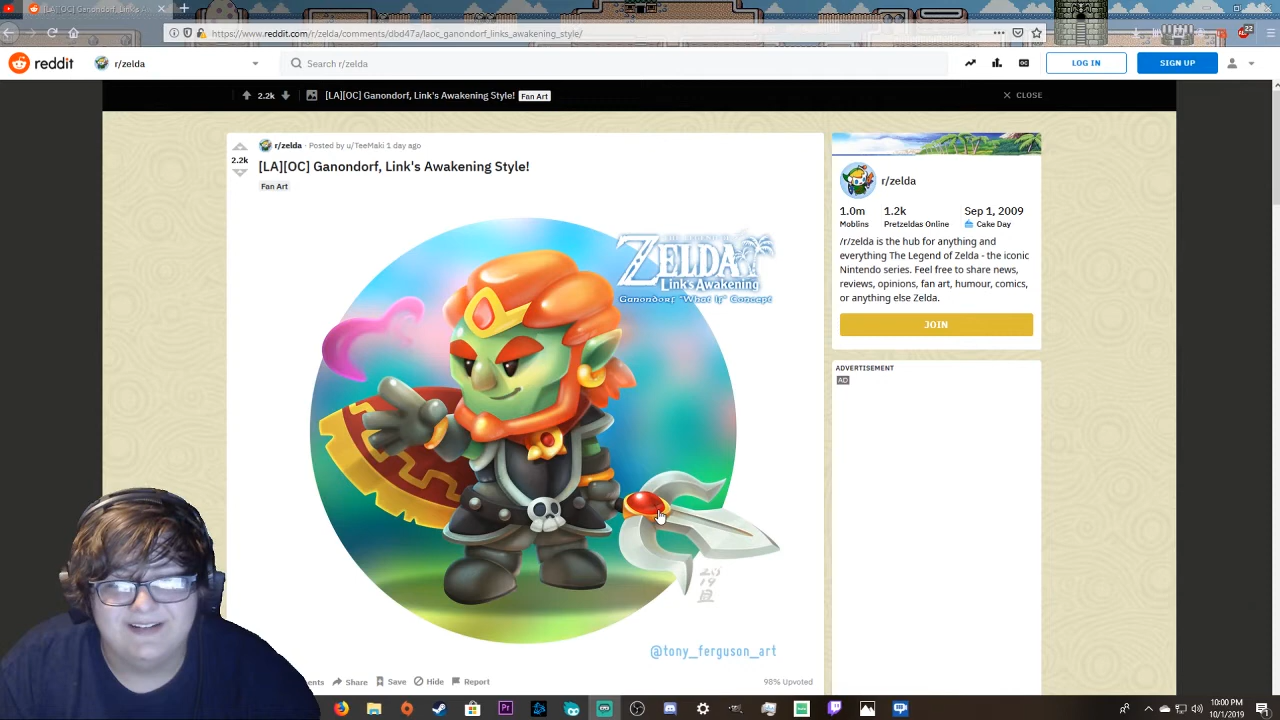 https://www.reddit.com/r/zelda/comments/dbd47a/laoc_ganondorf_links_awakening_style/
22
reddit
r/zelda
Search r/zelda
LOG IN
SIGN UP
2.2k
[LA][OC] Ganondorf, Link's Awakening Style!
Fan Art
CLOSE
r/zelda · Posted by u/TeeMaki 1 day ago
2.2k
[LA][OC] Ganondorf, Link's Awakening Style!
Fan Art
THE LEGEND OF
ZELDA
Link's Awakening
Ganondorf "What If" Concept
@tony_ferguson_art
Share
Save
Hide
Report
98% Upvoted
r/zelda
1.0m
1.2k
Sep 1, 2009
Moblins
Pretzeldas Online
Cake Day
/r/zelda is the hub for anything and
everything The Legend of Zelda - the iconic
Nintendo series. Feel free to share news,
reviews, opinions, fan art, humour, comics,
or anything else Zelda.
JOIN
ADVERTISEMENT
AD
Pr
10:00 PM
10/1/2019